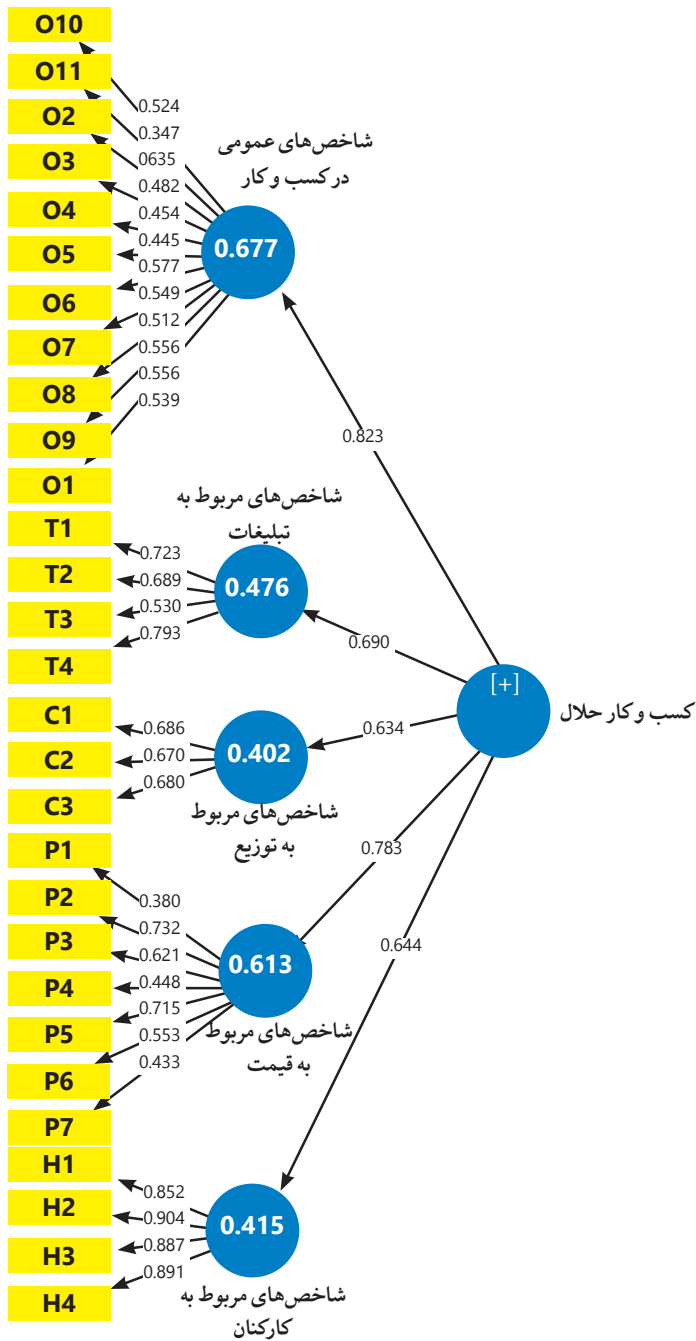 O10
O11
O2
O3
O4
O5
O6
O7
O8
O9
O1
0.524
0.347
0635
0.482
0.454
0.445
0.577
0.549
0.512
0.556
0.556
0.539
شاخص‌های عمومی
در کسب و کار
0.677
0.823
T1
T2
T3
T4
0.723
0.689
0.530
0.793
شاخص‌های مربوط به
تبلیغات
0.476
0.690
[+]
کسب و کار حلال
C1
C2
C3
0.686
0.670
0.680
0.402
0.634
شاخص‌های مربوط
به توزیع
P1
P2
P3
P4
P5
P6
P7
0.380
0.732
0.621
0.448
0.715
0.553
0.433
0.613
0.783
شاخص‌های مربوط
به قیمت
0.644
H1
H2
H3
H4
0.852
0.904
0.887
0.891
0.415
شاخص‌های مربوط به
کارکنان